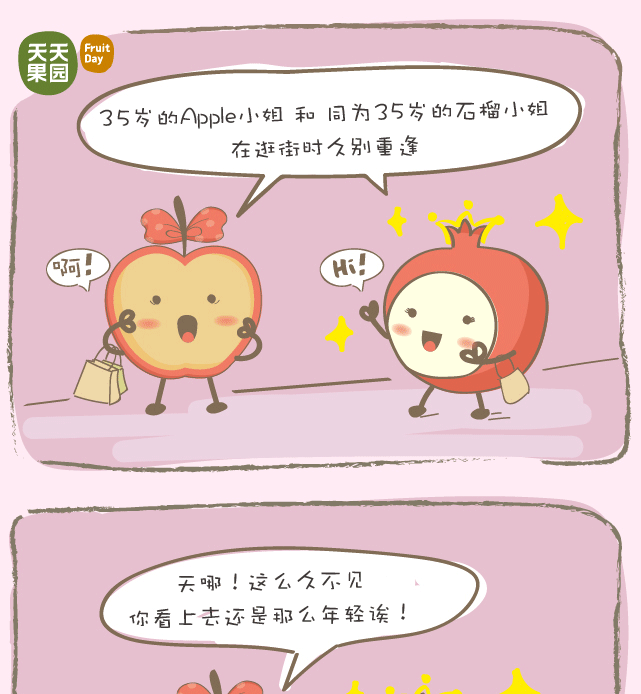 天天
果园
Fruit
Day
35岁的Apple小姐 和 同为35岁的石榴小姐
在逛街时久别重逢
啊!
Hi!
天哪!这么久不见
你看上去还是那么年轻诶!